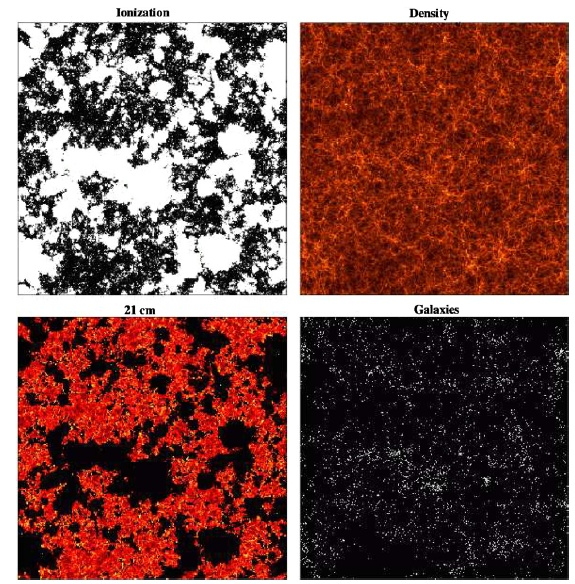 Ionization
Density
21 cm
Galaxies